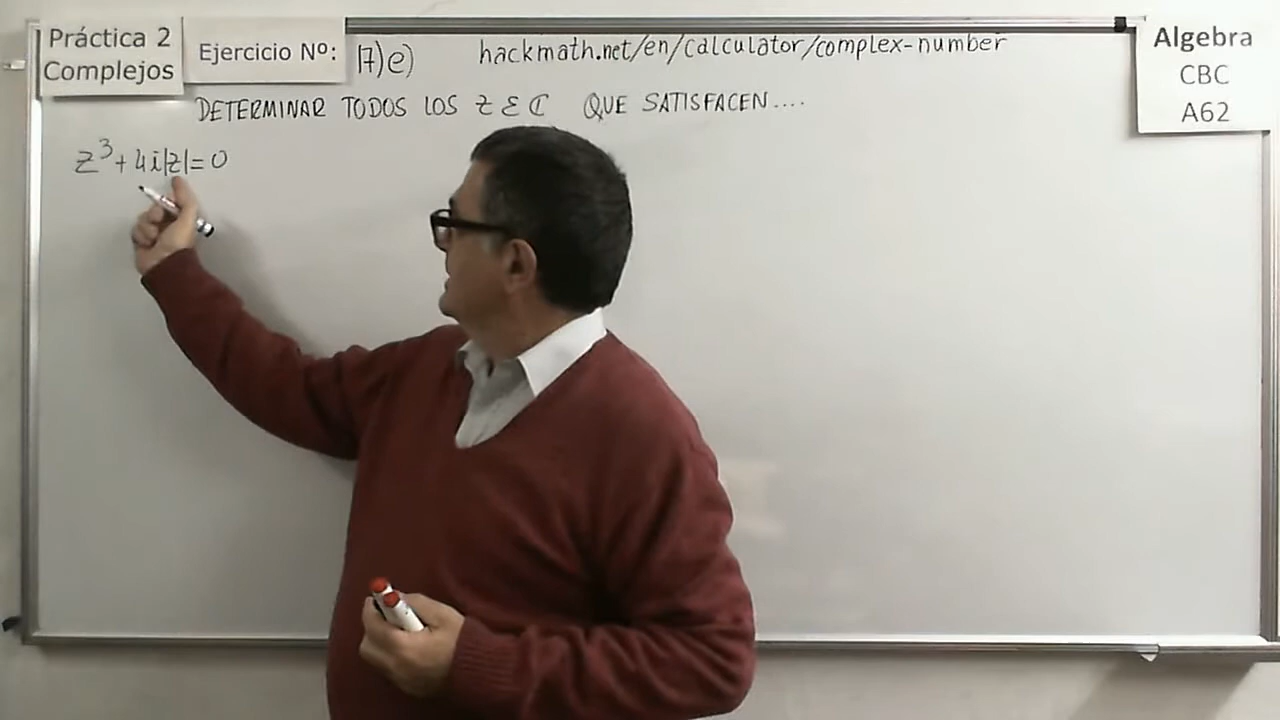 Práctica 2
Complejos
Ejercicio Nº:
17)e)
hackmath.net/en/calculator/complex-number
Algebra
CBC
A62
DETERMINAR TODOS LOS Z ∈ ℂ QUE SATISFACEN....
Z³+4i|z|=0